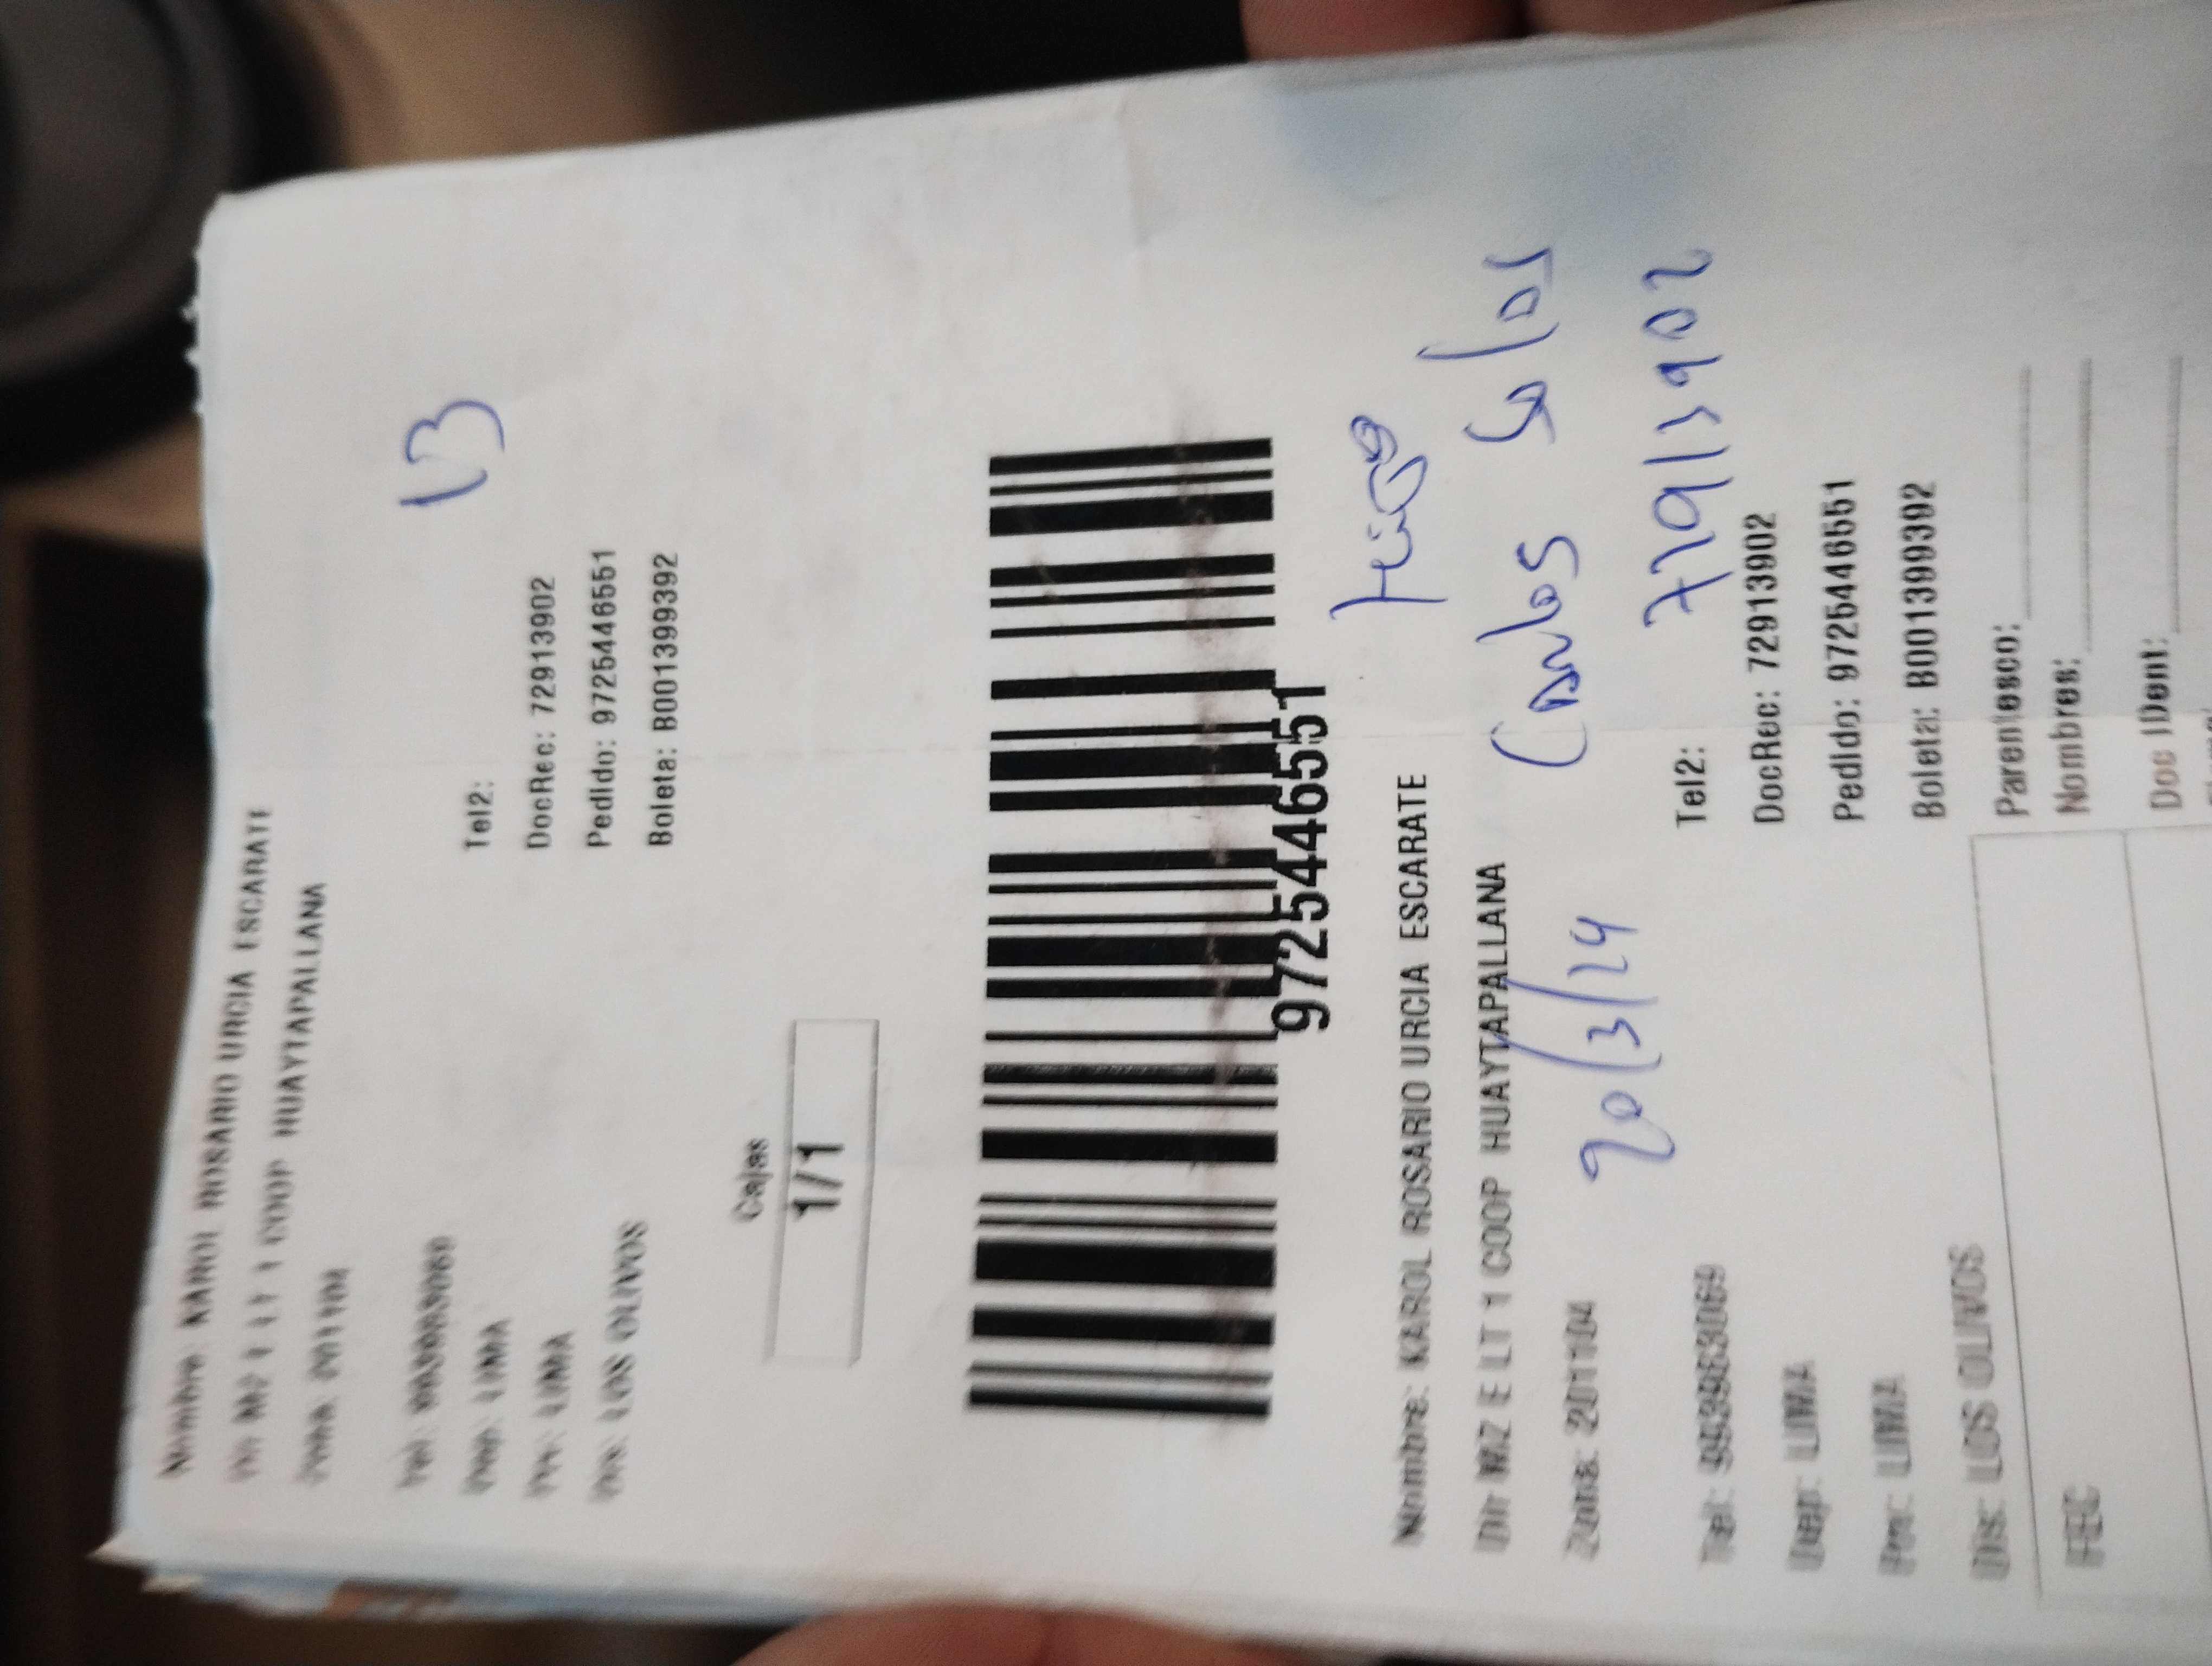 Nombre: KAROL ROSARIO URCIA ESCARATE
Dir: MZ E LT 1 COOP HUAYTAPALLANA
Zona: 201104
13
Tel2:
Dep: LIMA
DocRec: 72913902
Prv: LIMA
Pedido: 9725446551
Dis: LOS OLIVOS
Boleta: B001399392
Cajas
1/1
9725446551
Nombre: KAROL ROSARIO URCIA ESCARATE
Dir: MZ E LT 1 COOP HUAYTAPALLANA
Carlos
Zona: 201104
20/3/24
Tel:
Tel2:
Dep: LIMA
DocRec: 72913902
Prv: LIMA
Pedido: 9725446551
Dis: LOS OLIVOS
Boleta: B001399392
Parentesco:
FEC
Nombres:
Doc IDent: